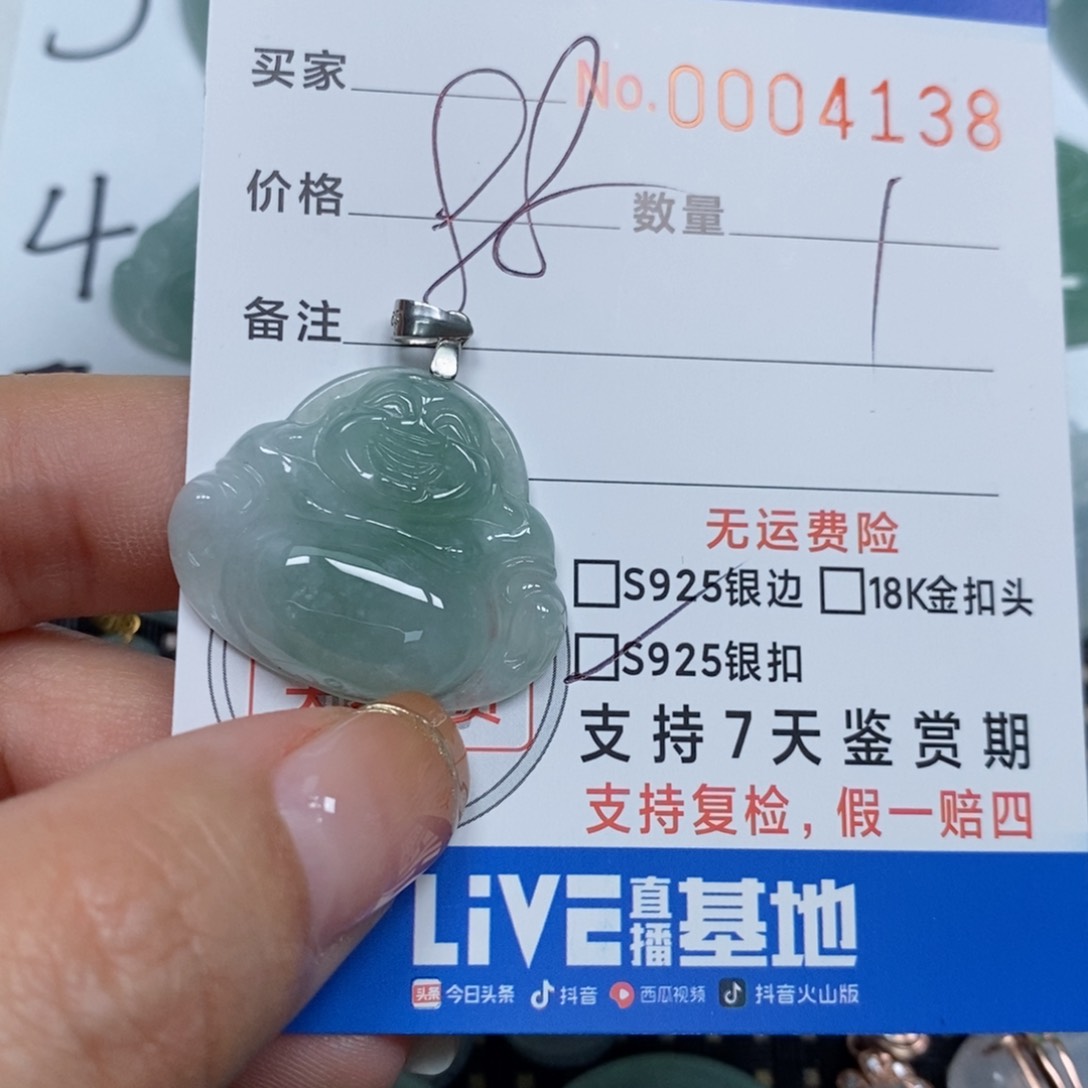 买家 No.0004138
价格 数量 1
备注
无运费险
□S925银边 □18K金扣头
□S925银扣
支持7天鉴赏期
支持复检，假一赔四
LiVE直播基地
头条 今日头条 抖音 西瓜视频 抖音火山版
4